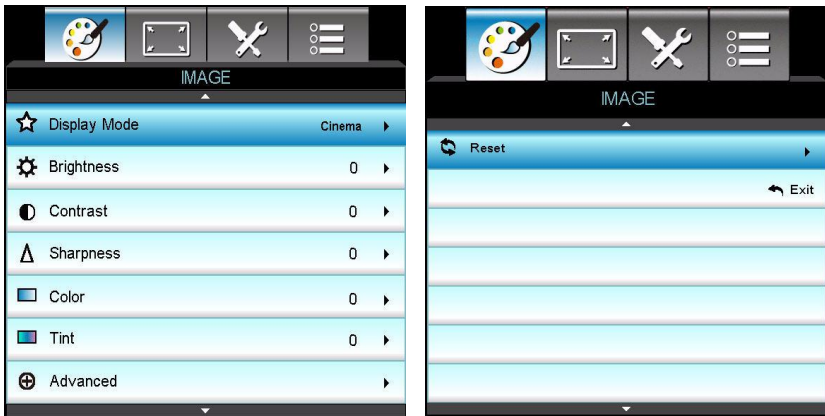 IMAGE
Display Mode Cinema
Brightness 0
Contrast 0
Sharpness 0
Color 0
Tint 0
Advanced
IMAGE
Reset
Exit